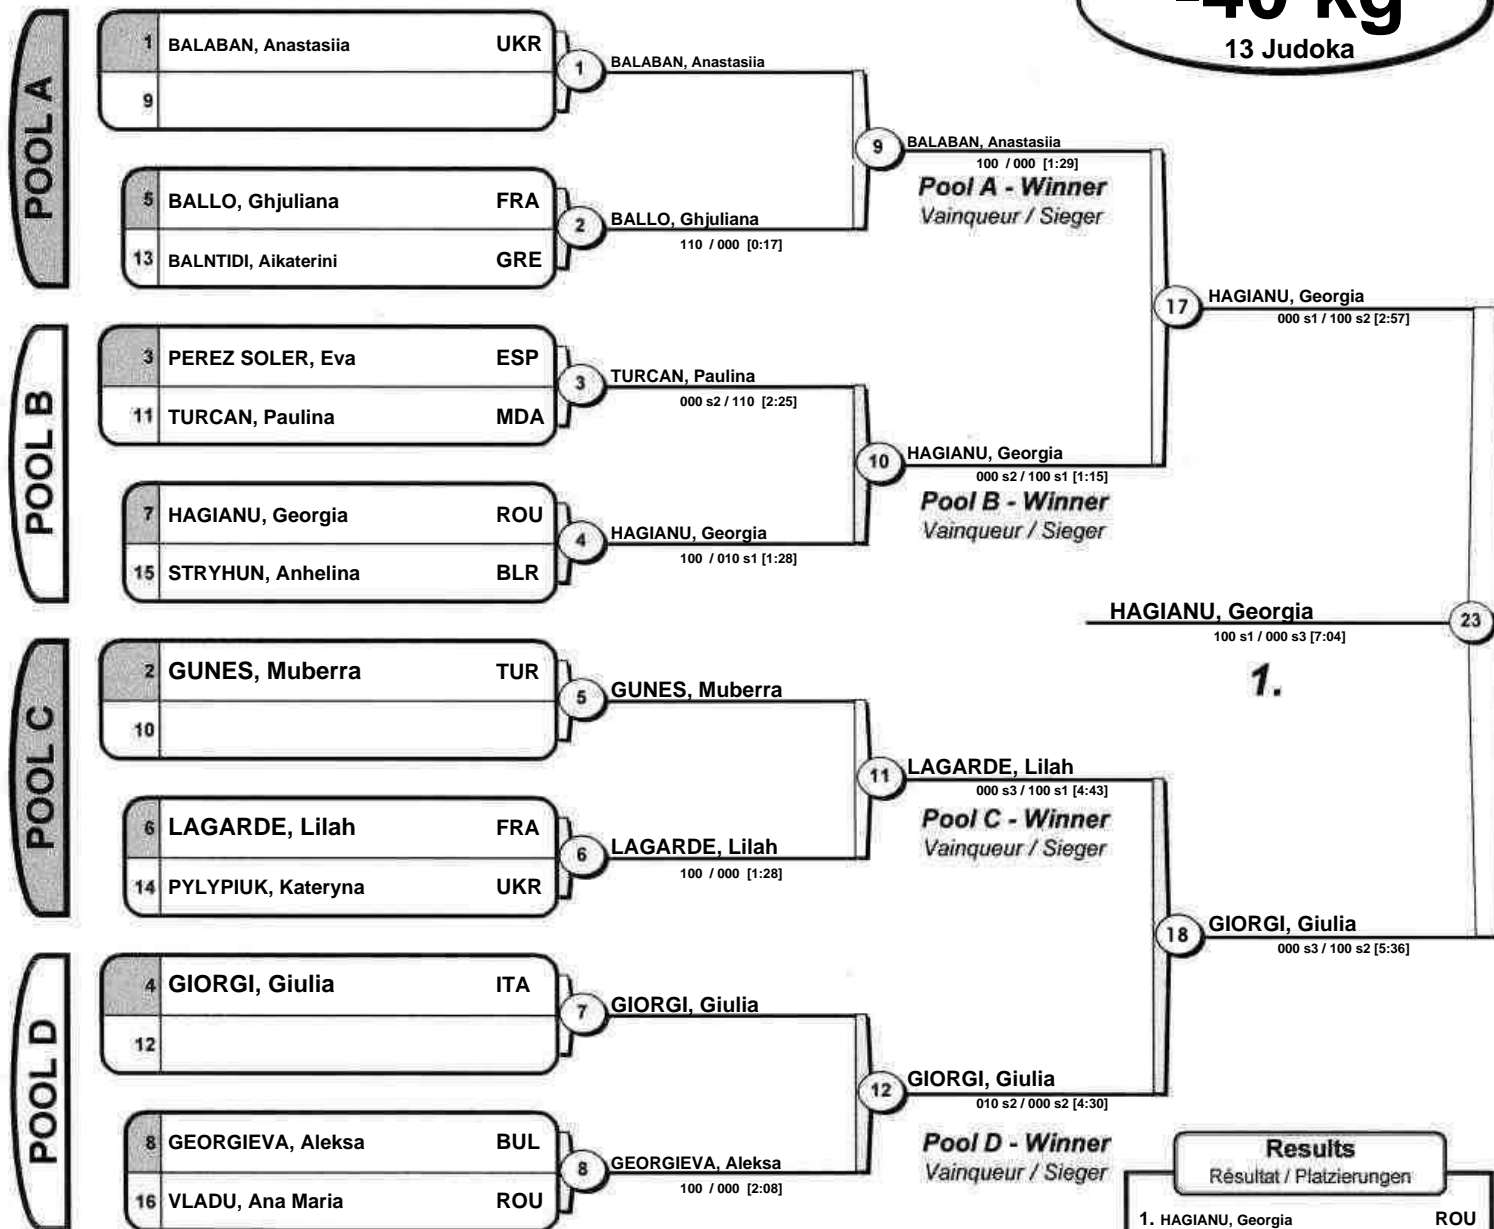 -40 kg
13 Judoka
POOL A
1 BALABAN, Anastasiia UKR
9
5 BALLO, Ghjuliana FRA
13 BALNTIDI, Aikaterini GRE
1 BALABAN, Anastasiia
2 BALLO, Ghjuliana
110 / 000 [0:17]
9 BALABAN, Anastasiia
100 / 000 [1:29]
Pool A - Winner
Vainqueur / Sieger
POOL B
3 PEREZ SOLER, Eva ESP
11 TURCAN, Paulina MDA
7 HAGIANU, Georgia ROU
15 STRYHUN, Anhelina BLR
3 TURCAN, Paulina
000 s2 / 110 [2:25]
4 HAGIANU, Georgia
100 / 010 s1 [1:28]
10 HAGIANU, Georgia
000 s2 / 100 s1 [1:15]
Pool B - Winner
Vainqueur / Sieger
17 HAGIANU, Georgia
000 s1 / 100 s2 [2:57]
HAGIANU, Georgia 23
100 s1 / 000 s3 [7:04]
1.
POOL C
2 GUNES, Muberra TUR
10
6 LAGARDE, Lilah FRA
14 PYLYPIUK, Kateryna UKR
5 GUNES, Muberra
6 LAGARDE, Lilah
100 / 000 [1:28]
11 LAGARDE, Lilah
000 s3 / 100 s1 [4:43]
Pool C - Winner
Vainqueur / Sieger
18 GIORGI, Giulia
000 s3 / 100 s2 [5:36]
POOL D
4 GIORGI, Giulia ITA
12
8 GEORGIEVA, Aleksa BUL
16 VLADU, Ana Maria ROU
7 GIORGI, Giulia
8 GEORGIEVA, Aleksa
100 / 000 [2:08]
12 GIORGI, Giulia
010 s2 / 000 s2 [4:30]
Pool D - Winner
Vainqueur / Sieger
Results
Résultat / Platzierungen
1. HAGIANU, Georgia ROU